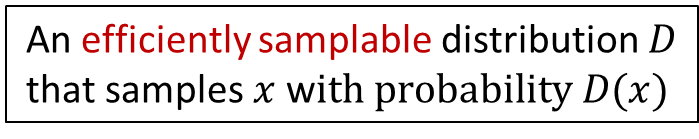 An efficiently samplable distribution D
that samples x with probability D(x)